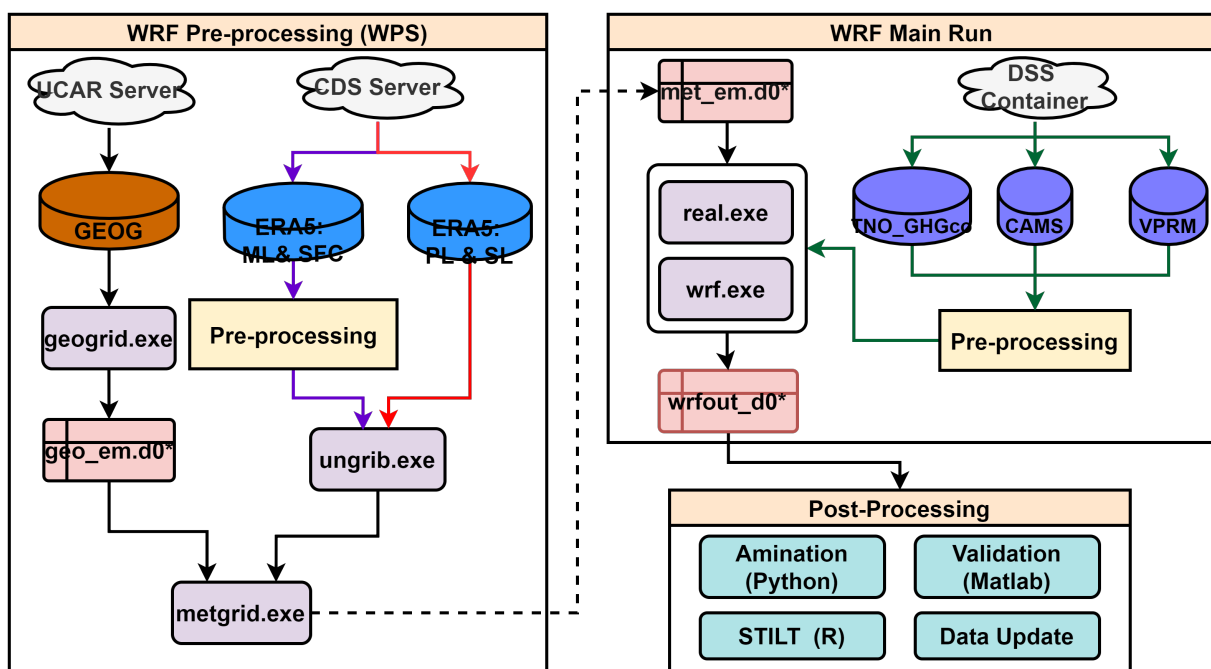 WRF Pre-processing (WPS)
UCAR Server
CDS Server
GEOG
ERA5:
ML& SFC
ERA5:
PL & SL
geogrid.exe
Pre-processing
geo_em.d0*
ungrib.exe
metgrid.exe
WRF Main Run
met_em.d0*
DSS
Container
real.exe
wrf.exe
TNO_GHGco
CAMS
VPRM
Pre-processing
wrfout_d0*
Post-Processing
Amination
(Python)
Validation
(Matlab)
STILT (R)
Data Update